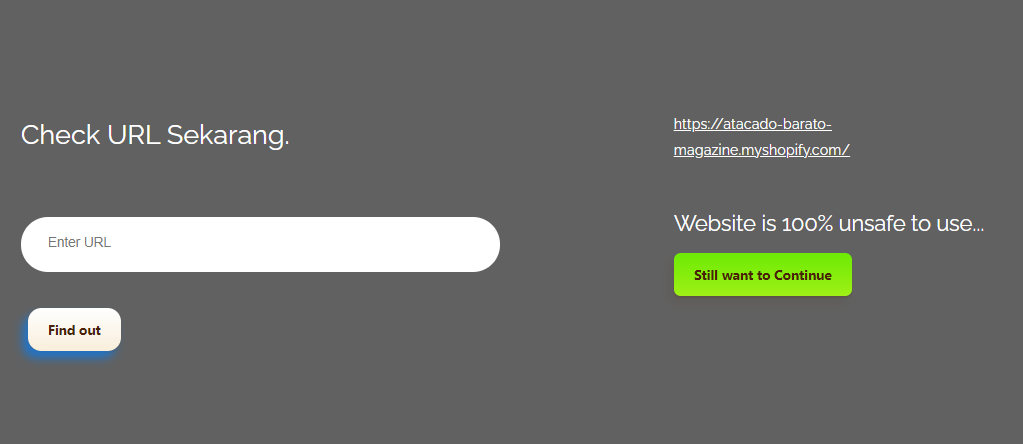 Check URL Sekarang.
Enter URL
Find out
https://atacado-barato-
magazine.myshopify.com/
Website is 100% unsafe to use...
Still want to Continue